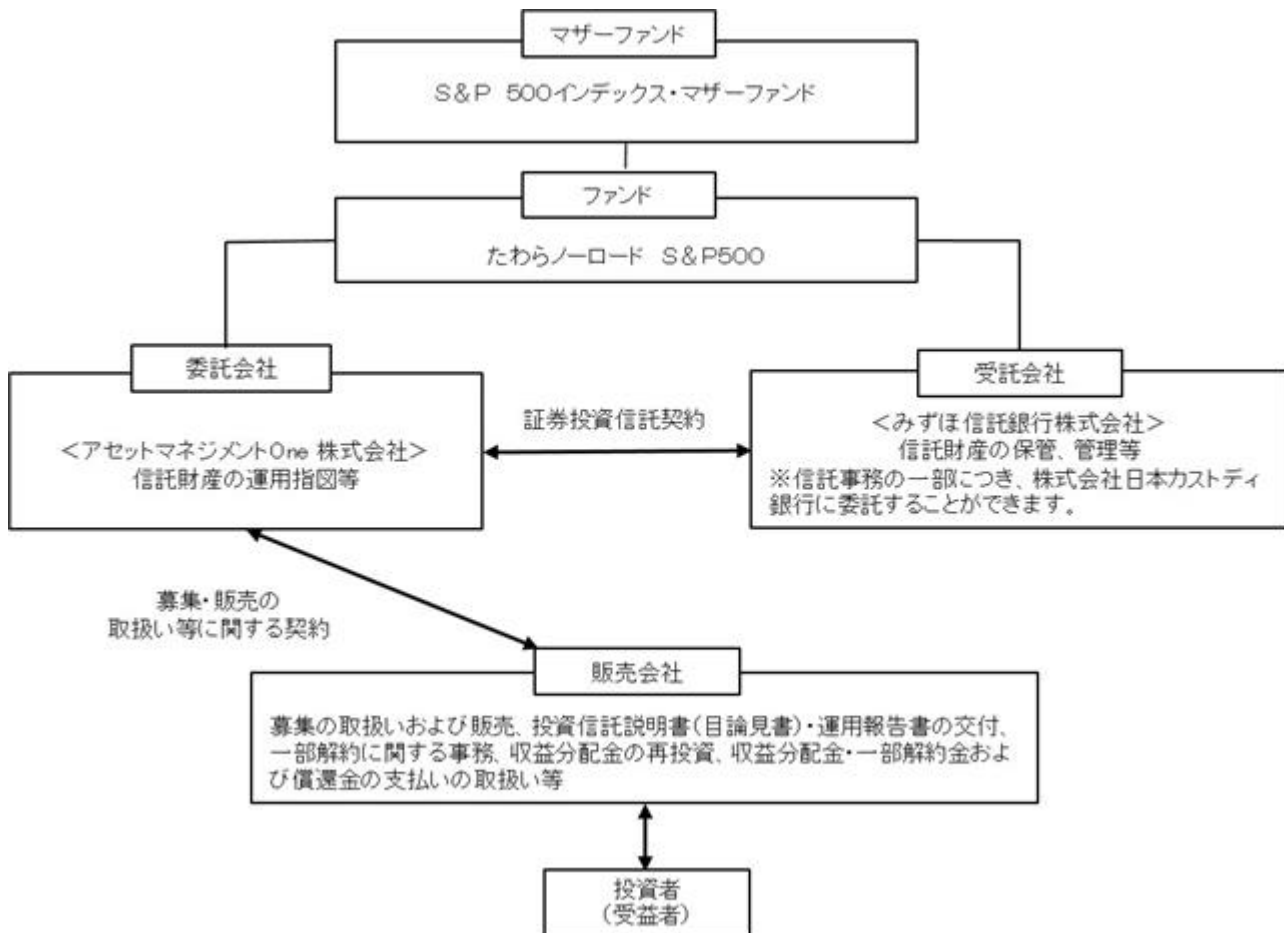 マザーファンド
S&P 500インデックス・マザーファンド
ファンド
たわらノーロード S&P500
委託会社
<アセットマネジメントOne 株式会社>
信託財産の運用指図等
証券投資信託契約
受託会社
<みずほ信託銀行株式会社>
信託財産の保管、管理等
※信託事務の一部につき、株式会社日本カストディ
銀行に委託することができます。
募集・販売の
取扱い等に関する契約
販売会社
募集の取扱いおよび販売、投資信託説明書(目論見書)・運用報告書の交付、
一部解約に関する事務、収益分配金の再投資、収益分配金・一部解約金およ
び償還金の支払いの取扱い等
投資者
(受益者)